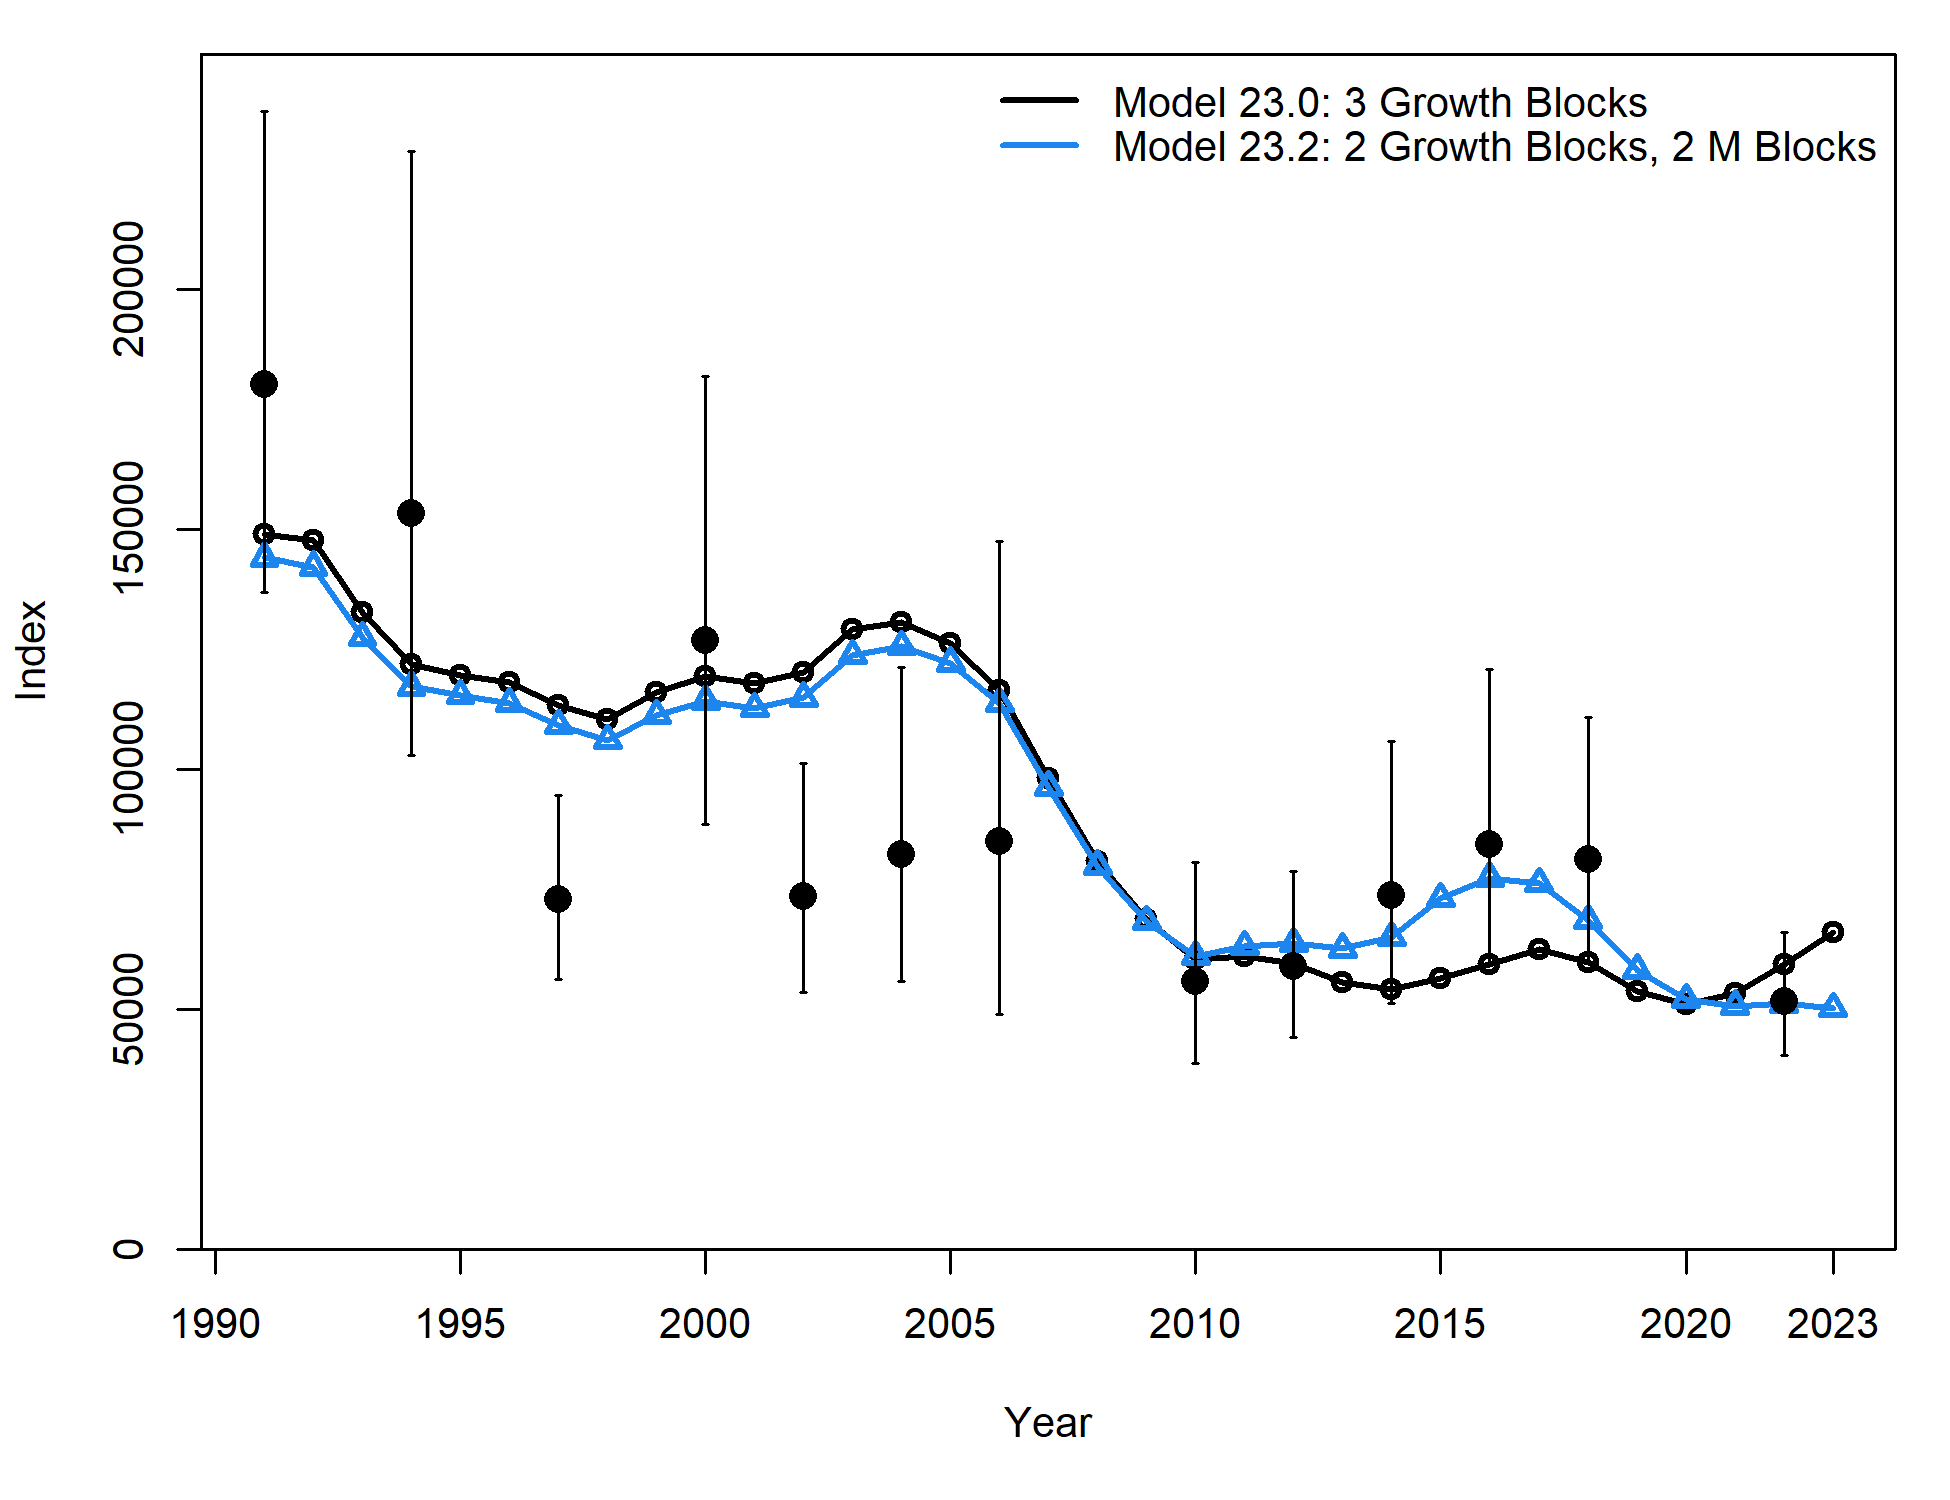 Model 23.0: 3 Growth Blocks
Model 23.2: 2 Growth Blocks, 2 M Blocks
Index
200000
150000
100000
50000
0
1990 1995 2000 2005 2010 2015 2020 2023
Year